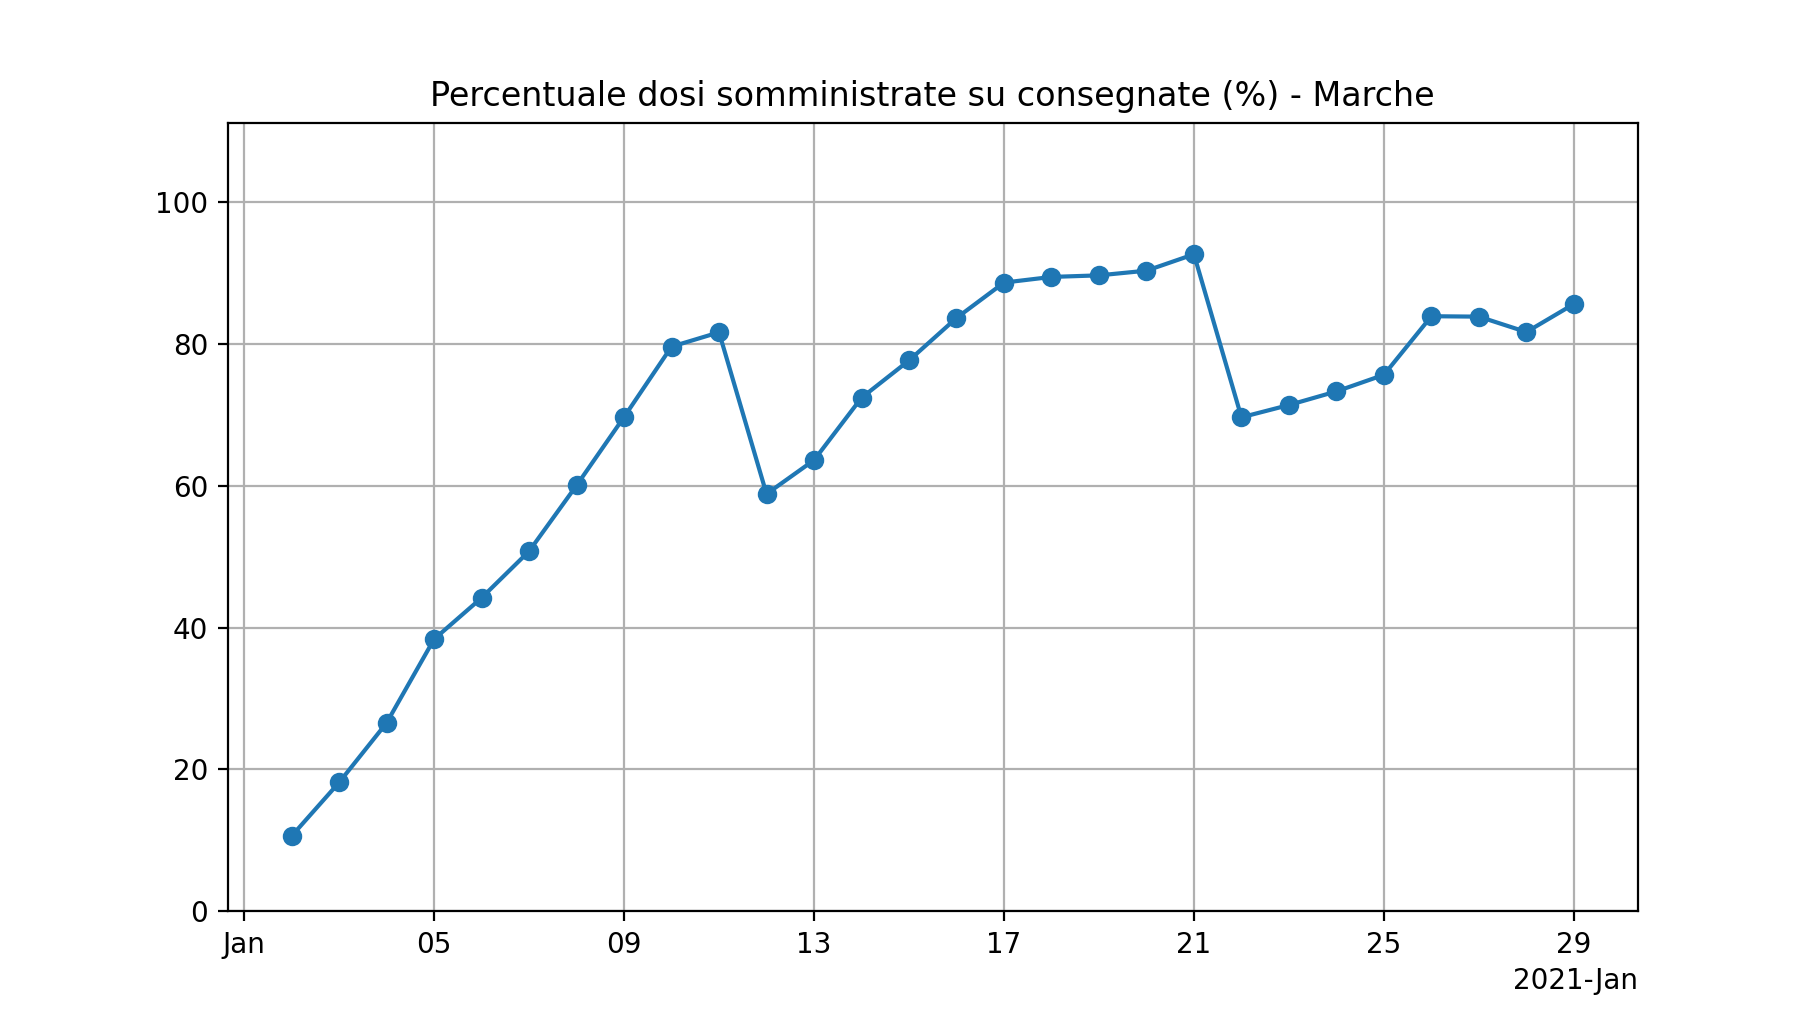 Percentuale dosi somministrate su consegnate (%) - Marche
100
80
60
40
20
0
Jan 05 09 13 17 21 25 29
2021-Jan